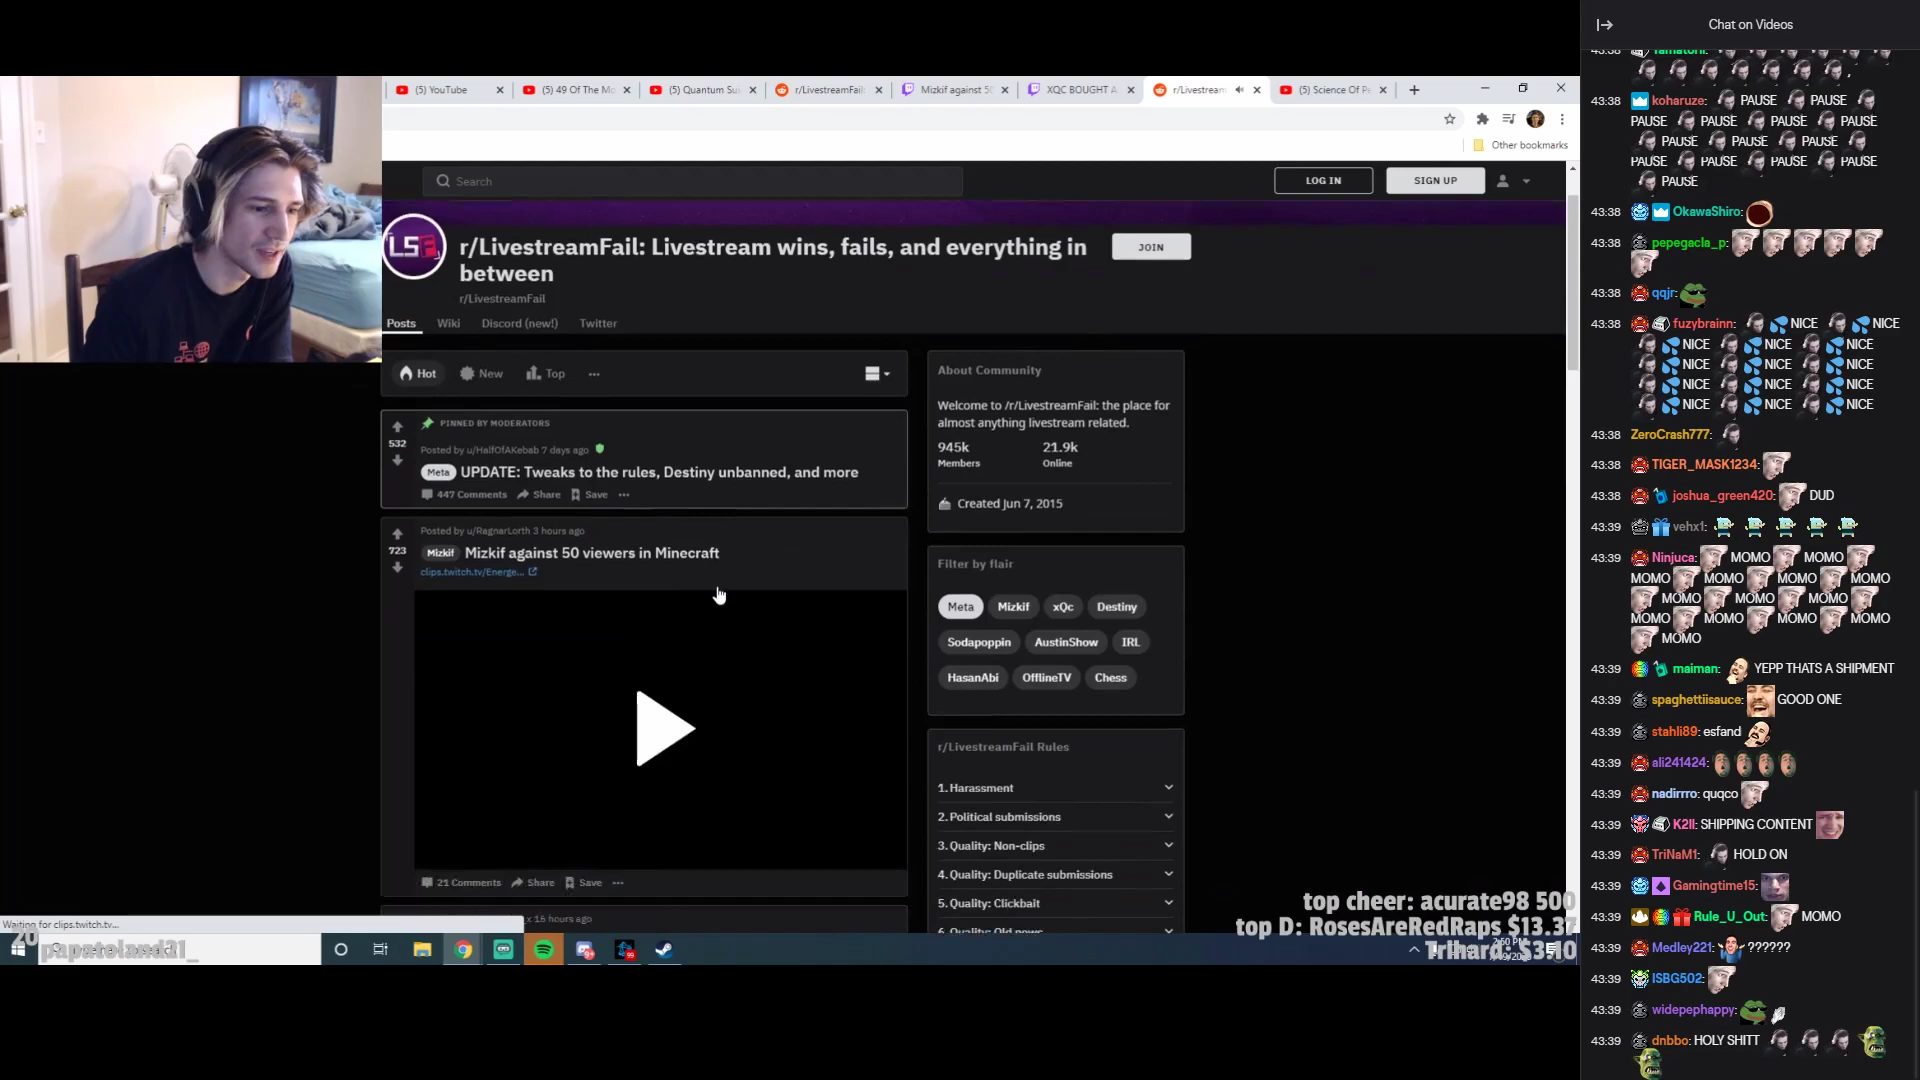 (5) YouTube
(5) 49 Of The Mo
(5) Quantum Su
r/LivestreamFail:
Mizkif against 50
XQC BOUGHT A
r/Livestream
(5) Science Of Pe
Other bookmarks
Search
LOG IN
SIGN UP
LSF
r/LivestreamFail: Livestream wins, fails, and everything in
between
JOIN
r/LivestreamFail
Posts Wiki Discord (new!) Twitter
Hot New Top ...
PINNED BY MODERATORS
532
Posted by u/HalfOfAKebab 7 days ago
Meta UPDATE: Tweaks to the rules, Destiny unbanned, and more
447 Comments Share Save ...
Posted by u/RagnarLorth 3 hours ago
723
Mizkif Mizkif against 50 viewers in Minecraft
clips.twitch.tv/Energe...
21 Comments Share Save ...
x 15 hours ago
About Community
Welcome to /r/LivestreamFail: the place for
almost anything livestream related.
945k 21.9k
Members Online
Created Jun 7, 2015
Filter by flair
Meta Mizkif xQc Destiny
Sodapoppin AustinShow IRL
HasanAbi OfflineTV Chess
r/LivestreamFail Rules
1. Harassment
2. Political submissions
3. Quality: Non-clips
4. Quality: Duplicate submissions
5. Quality: Clickbait
6. Quality: Old news
top cheer: acurate98 500
top D: RosesAreRedRaps $13.37
Trihard: $3.10
Waiting for clips.twitch.tv...
20
papatoland21_
99
Chat on Videos
43:38 koharuze: PAUSE PAUSE
PAUSE PAUSE PAUSE PAUSE
PAUSE PAUSE PAUSE
PAUSE PAUSE PAUSE PAUSE
PAUSE
43:38 OkawaShiro:
43:38 pepegacla_p:
43:38 qqjr:
43:38 fuzybrainn: NICE NICE
NICE NICE NICE
NICE NICE NICE
NICE NICE NICE
NICE NICE NICE
43:38 ZeroCrash777:
43:38 TIGER_MASK1234:
43:38 joshua_green420: DUD
43:39 vehx1:
43:39 Ninjuca: MOMO MOMO
MOMO MOMO MOMO MOMO
MOMO MOMO MOMO
MOMO MOMO MOMO MOMO
MOMO
43:39 maiman: YEPP THATS A SHIPMENT
43:39 spaghettiisauce: GOOD ONE
43:39 stahli89: esfand
43:39 ali241424:
43:39 nadirrro: quqco
43:39 K2ll: SHIPPING CONTENT
43:39 TriNaM1: HOLD ON
43:39 Gamingtime15:
43:39 Rule_U_Out: MOMO
43:39 Medley221: ??????
43:39 ISBG502:
43:39 widepephappy:
43:39 dnbbo: HOLY SHITT